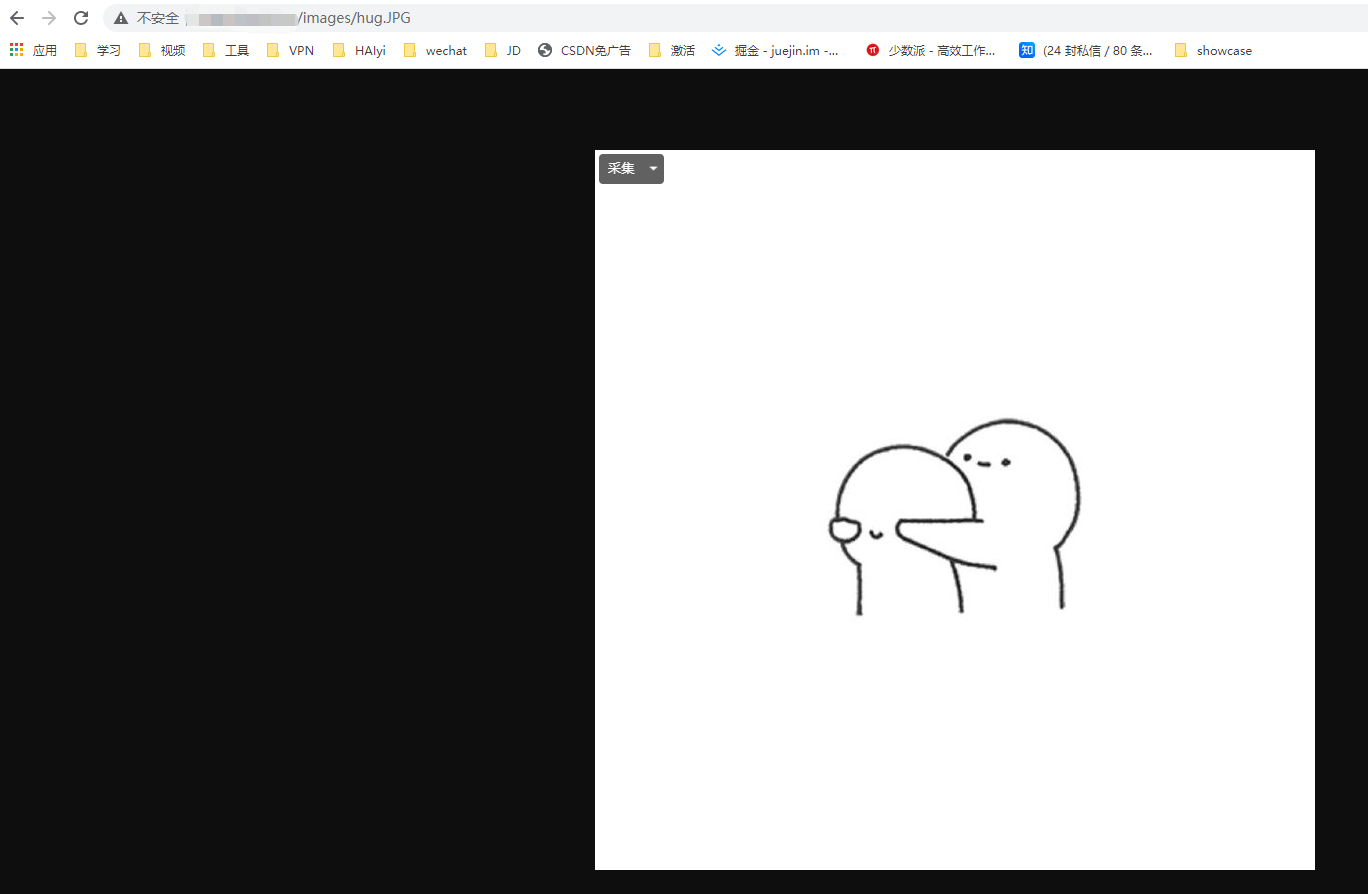 不安全 /images/hug.JPG
应用 学习 视频 工具 VPN HAIyi wechat JD CSDN免广告 激活 掘金 - juejin.im -... 少数派 - 高效工作... 知 (24 封私信 / 80 条... showcase
采集